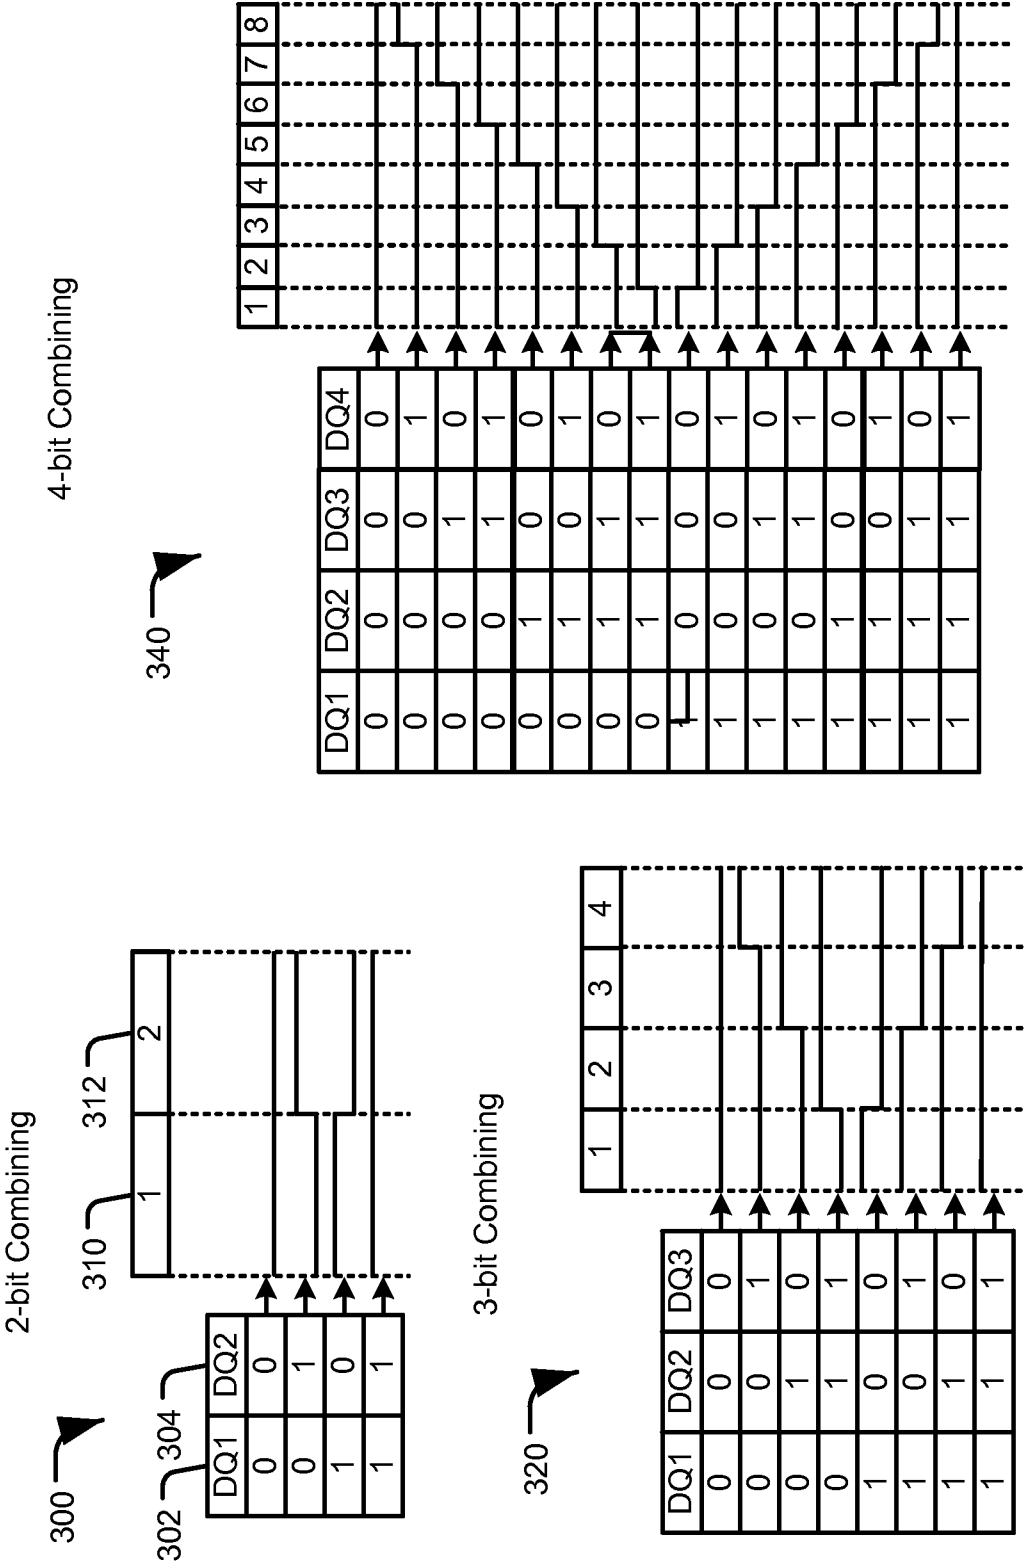 2-bit Combining
300
302
304
310
312
1 2
DQ1 DQ2
0 0
0 1
1 0
1 1
3-bit Combining
320
1 2 3 4
DQ1 DQ2 DQ3
0 0 0
0 0 1
0 1 0
0 1 1
1 0 0
1 0 1
1 1 0
1 1 1
4-bit Combining
340
1 2 3 4 5 6 7 8
DQ1 DQ2 DQ3 DQ4
0 0 0 0
0 0 0 1
0 0 1 0
0 0 1 1
0 1 0 0
0 1 0 1
0 1 1 0
0 1 1 1
1 0 0 0
1 0 0 1
1 0 1 0
1 0 1 1
1 1 0 0
1 1 0 1
1 1 1 0
1 1 1 1